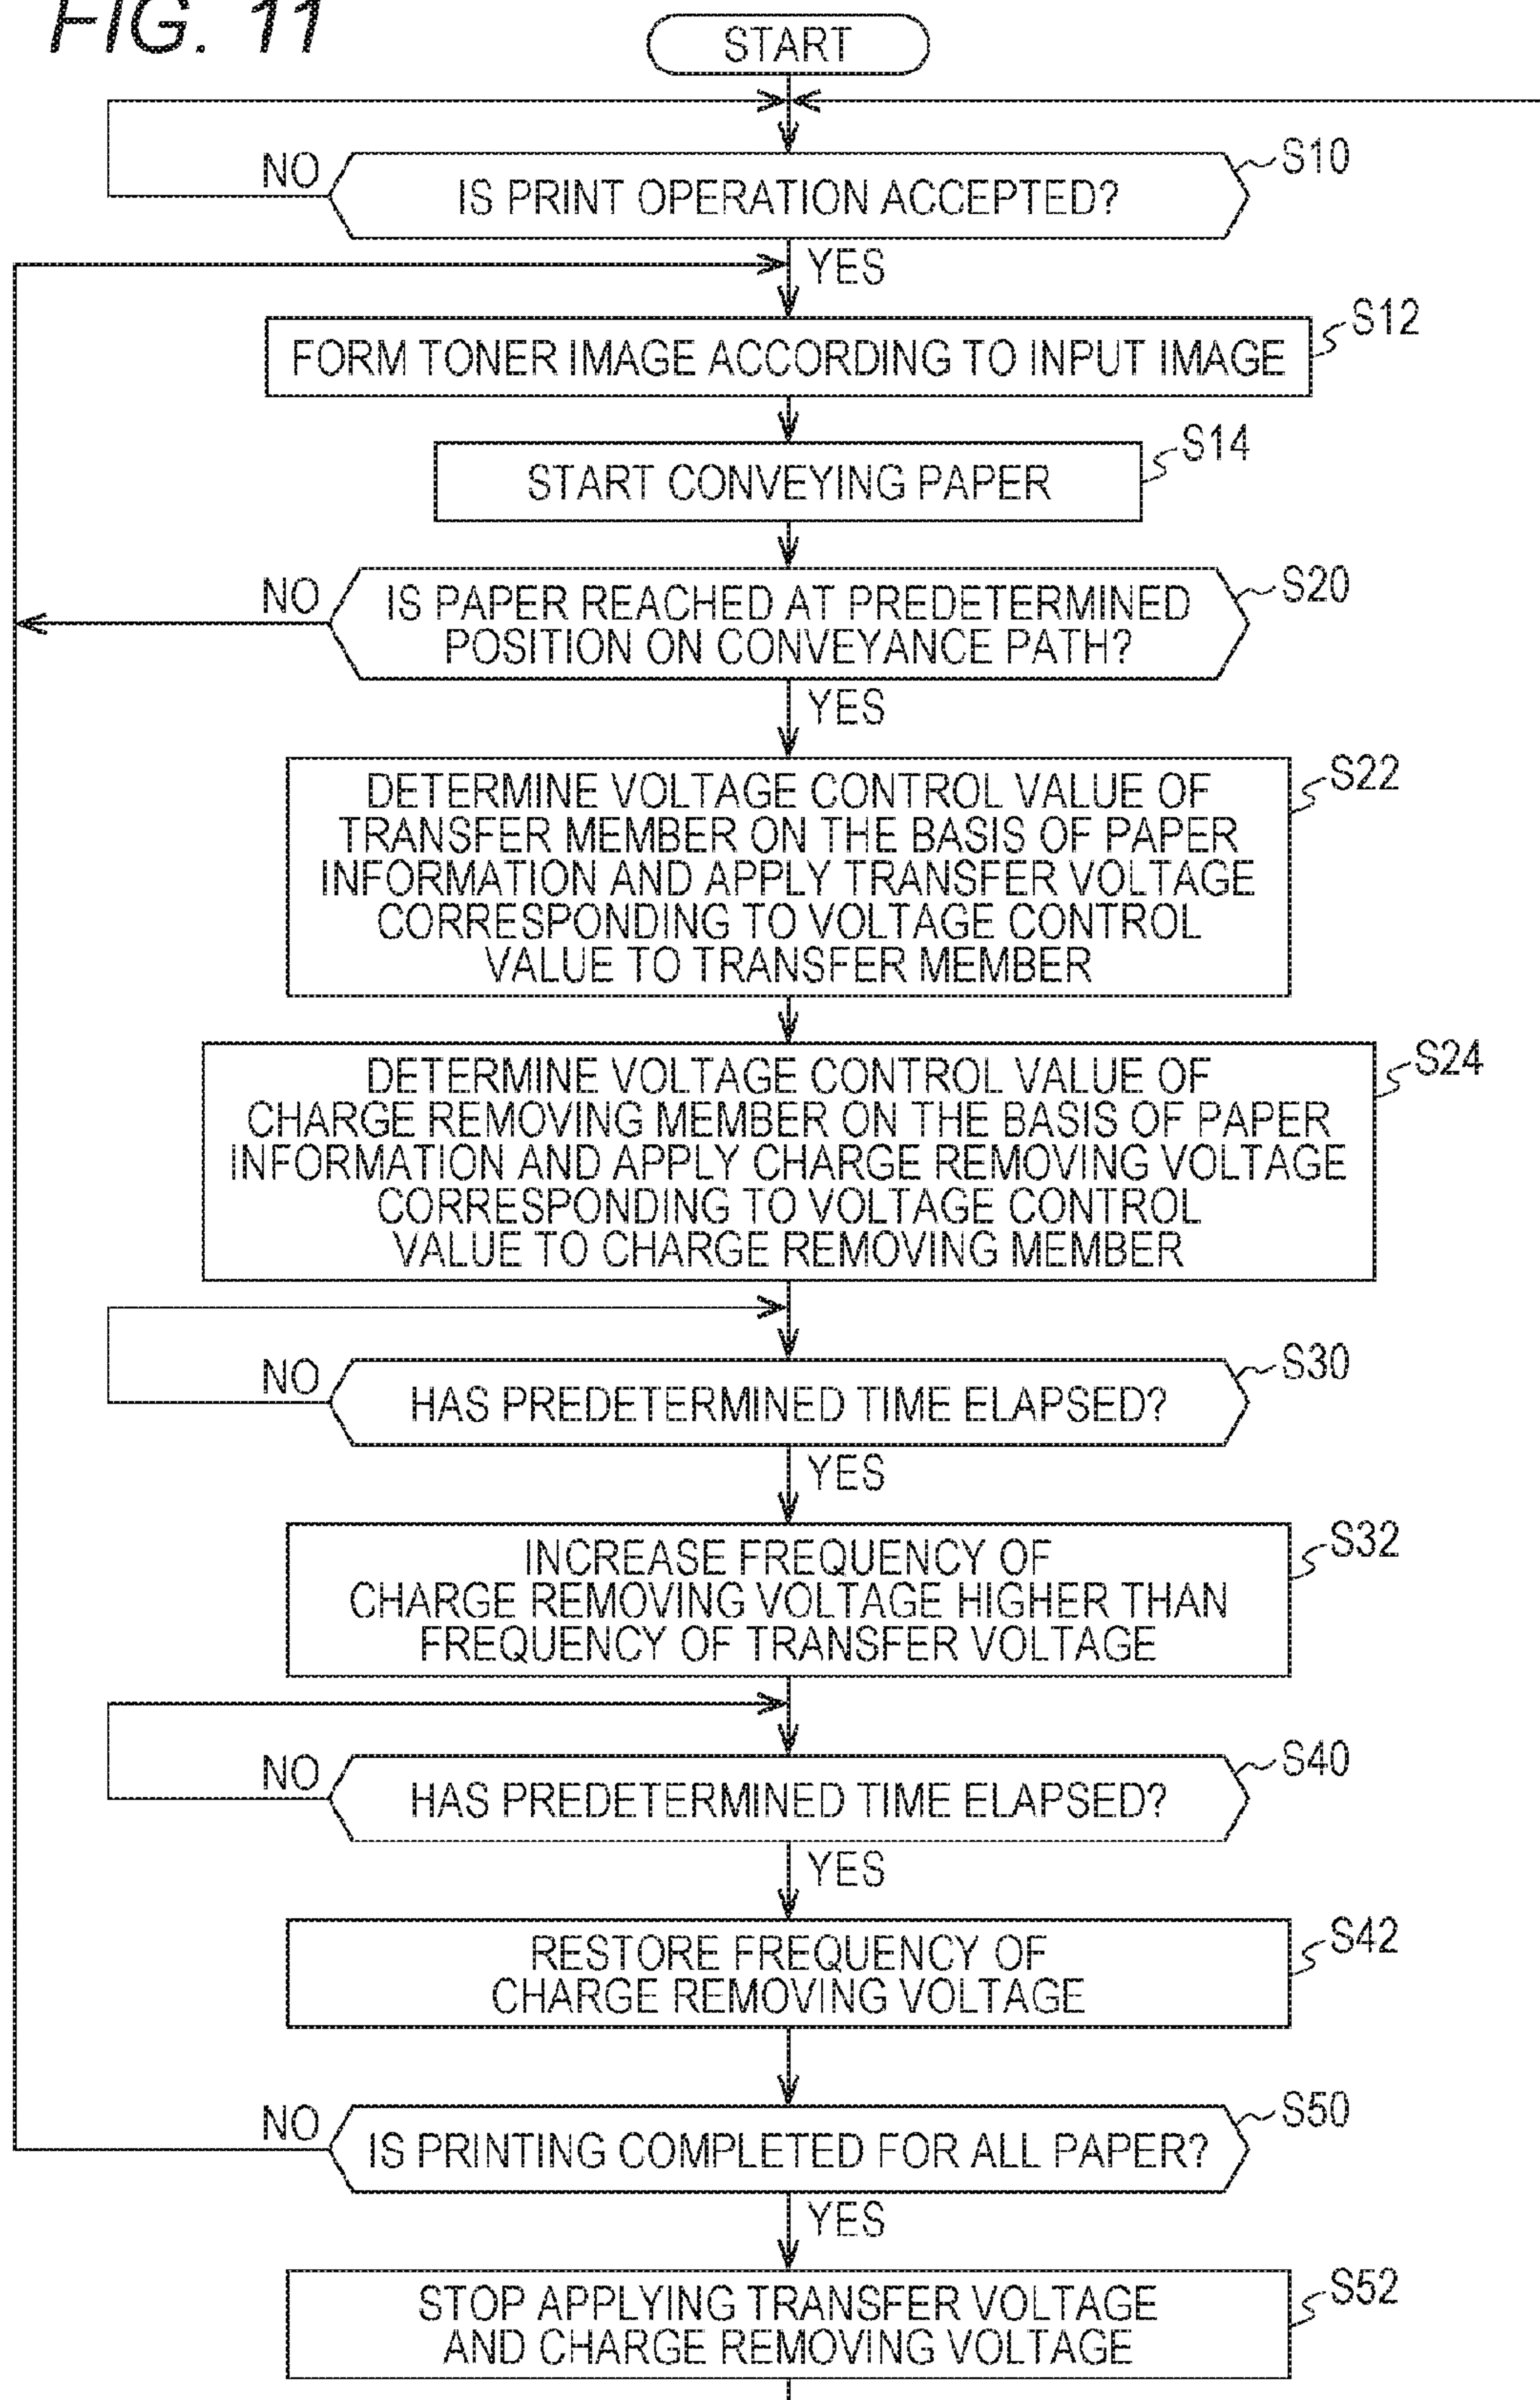 FIG. 11
START
NO
IS PRINT OPERATION ACCEPTED?
S10
YES
FORM TONER IMAGE ACCORDING TO INPUT IMAGE
S12
START CONVEYING PAPER
S14
NO
IS PAPER REACHED AT PREDETERMINED
POSITION ON CONVEYANCE PATH?
S20
YES
DETERMINE VOLTAGE CONTROL VALUE OF
TRANSFER MEMBER ON THE BASIS OF PAPER
INFORMATION AND APPLY TRANSFER VOLTAGE
CORRESPONDING TO VOLTAGE CONTROL
VALUE TO TRANSFER MEMBER
S22
DETERMINE VOLTAGE CONTROL VALUE OF
CHARGE REMOVING MEMBER ON THE BASIS OF PAPER
INFORMATION AND APPLY CHARGE REMOVING VOLTAGE
CORRESPONDING TO VOLTAGE CONTROL
VALUE TO CHARGE REMOVING MEMBER
S24
NO
HAS PREDETERMINED TIME ELAPSED?
S30
YES
INCREASE FREQUENCY OF
CHARGE REMOVING VOLTAGE HIGHER THAN
FREQUENCY OF TRANSFER VOLTAGE
S32
NO
HAS PREDETERMINED TIME ELAPSED?
S40
YES
RESTORE FREQUENCY OF
CHARGE REMOVING VOLTAGE
S42
NO
IS PRINTING COMPLETED FOR ALL PAPER?
S50
YES
STOP APPLYING TRANSFER VOLTAGE
AND CHARGE REMOVING VOLTAGE
S52